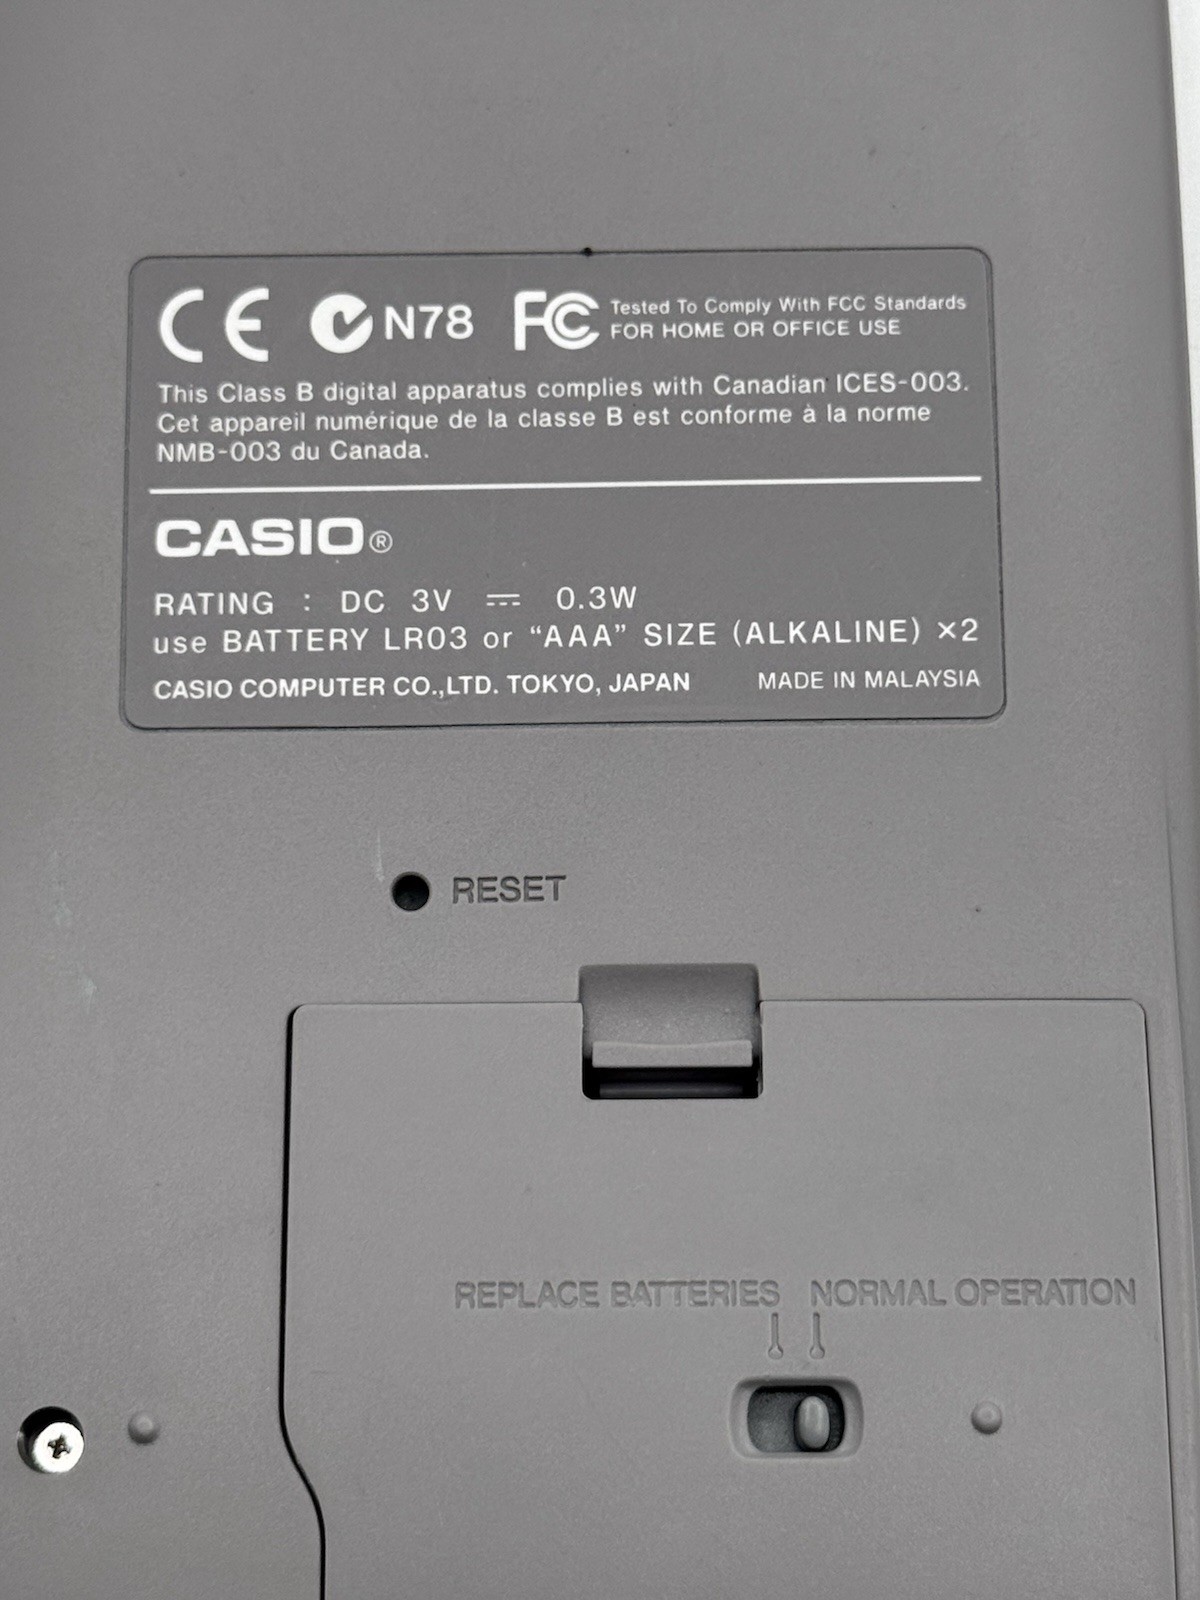 CE N78 FC Tested To Comply With FCC Standards
FOR HOME OR OFFICE USE
This Class B digital apparatus complies with Canadian ICES-003.
Cet appareil numérique de la classe B est conforme à la norme
NMB-003 du Canada.
CASIO®
RATING : DC 3V ⎓ 0.3W
use BATTERY LR03 or “AAA” SIZE (ALKALINE) ×2
CASIO COMPUTER CO.,LTD. TOKYO, JAPAN MADE IN MALAYSIA
RESET
REPLACE BATTERIES NORMAL OPERATION